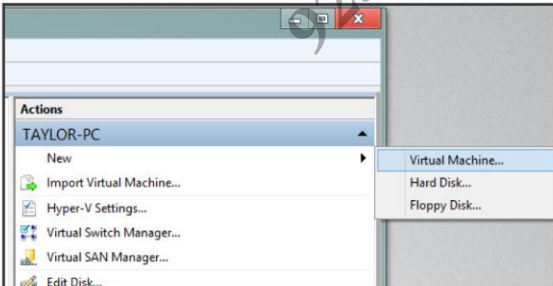 Actions
TAYLOR-PC
New
Import Virtual Machine...
Hyper-V Settings...
Virtual Switch Manager...
Virtual SAN Manager...
Edit Disk...
Virtual Machine...
Hard Disk...
Floppy Disk...